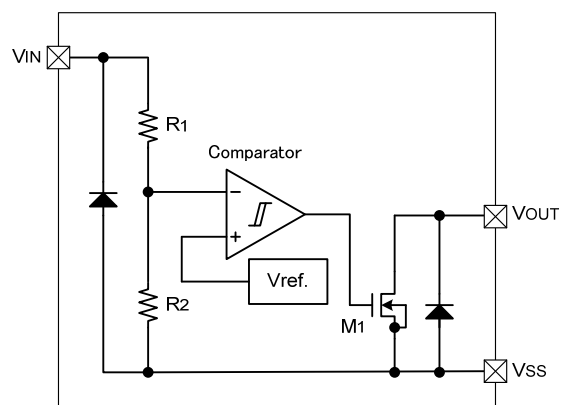 VIN
R1
Comparator
−
+
VOUT
Vref.
R2
M1
VSS